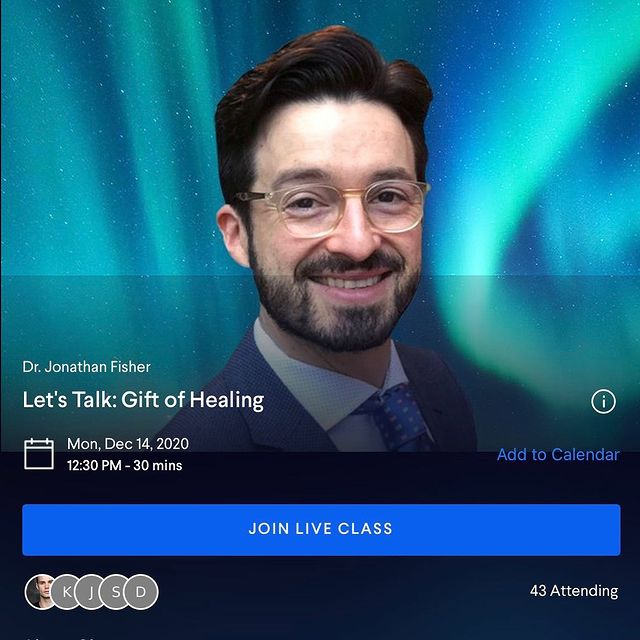 Dr. Jonathan Fisher
Let's Talk: Gift of Healing
Mon, Dec 14, 2020
12:30 PM - 30 mins
Add to Calendar
JOIN LIVE CLASS
K J S D
43 Attending